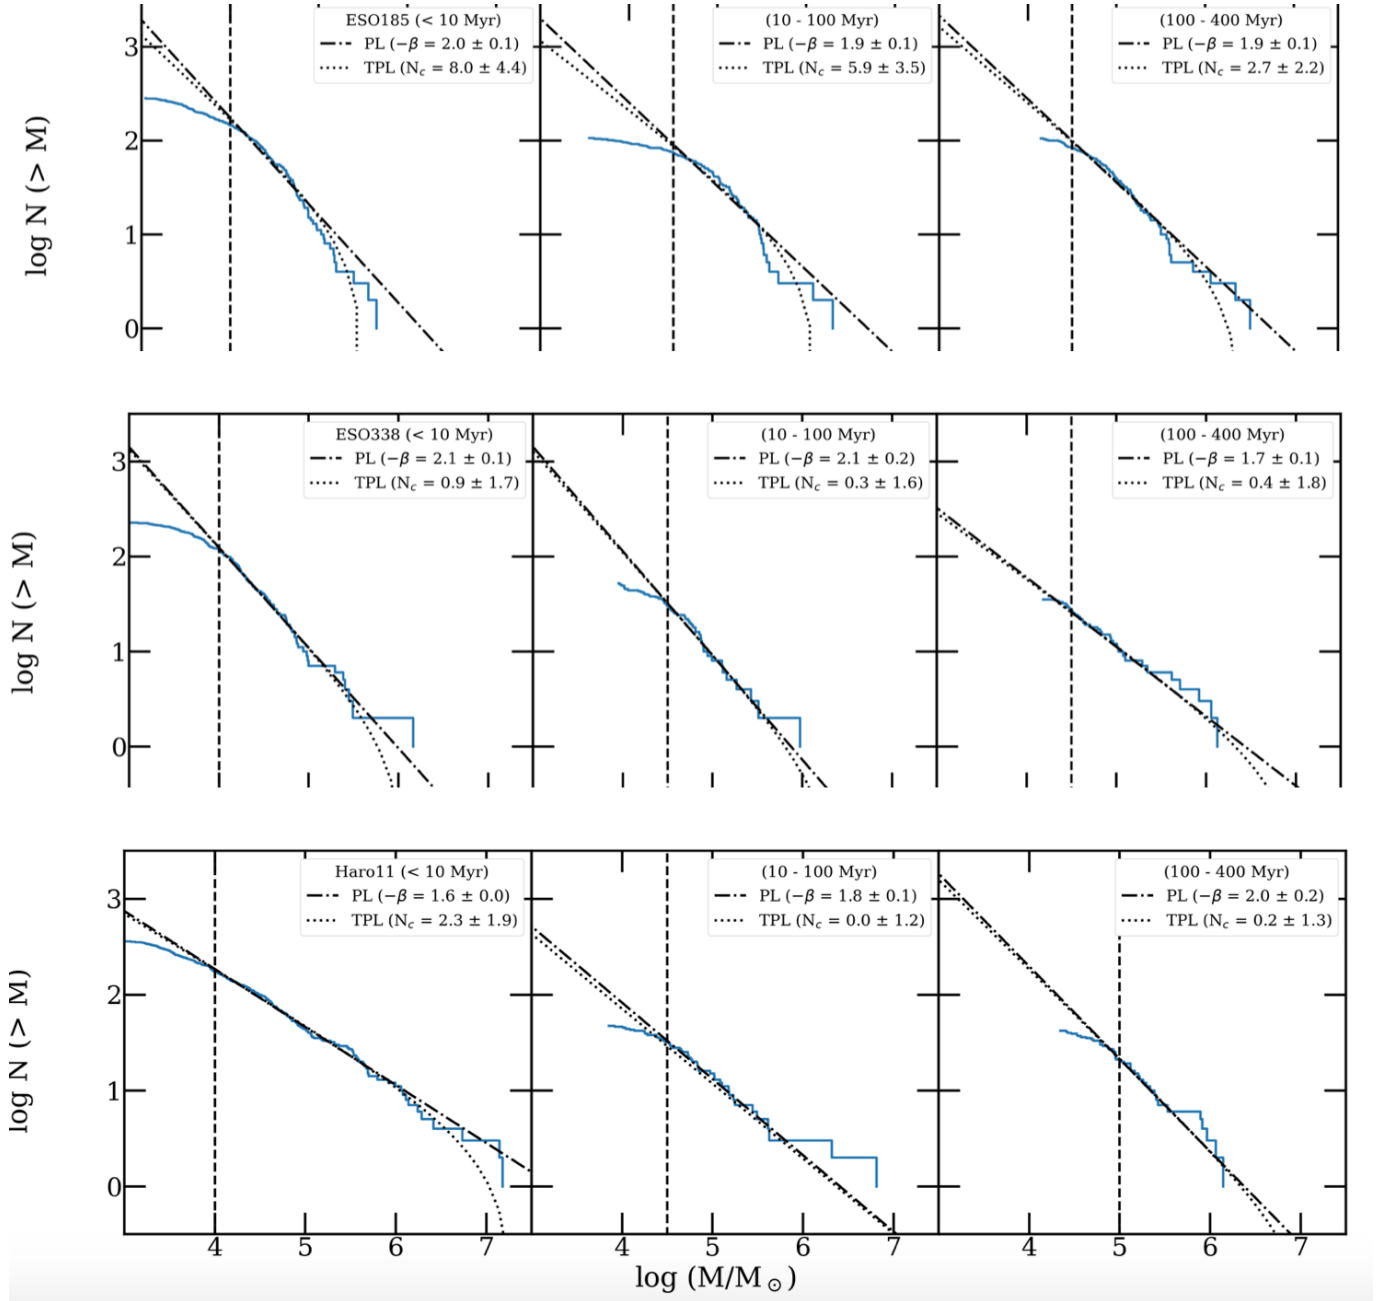 ESO185 (< 10 Myr)
PL (−β = 2.0 ± 0.1)
TPL (N_c = 8.0 ± 4.4)
(10 - 100 Myr)
PL (−β = 1.9 ± 0.1)
TPL (N_c = 5.9 ± 3.5)
(100 - 400 Myr)
PL (−β = 1.9 ± 0.1)
TPL (N_c = 2.7 ± 2.2)
log N (> M)
3
2
1
0
ESO338 (< 10 Myr)
PL (−β = 2.1 ± 0.1)
TPL (N_c = 0.9 ± 1.7)
(10 - 100 Myr)
PL (−β = 2.1 ± 0.2)
TPL (N_c = 0.3 ± 1.6)
(100 - 400 Myr)
PL (−β = 1.7 ± 0.1)
TPL (N_c = 0.4 ± 1.8)
log N (> M)
3
2
1
0
Haro11 (< 10 Myr)
PL (−β = 1.6 ± 0.0)
TPL (N_c = 2.3 ± 1.9)
(10 - 100 Myr)
PL (−β = 1.8 ± 0.1)
TPL (N_c = 0.0 ± 1.2)
(100 - 400 Myr)
PL (−β = 2.0 ± 0.2)
TPL (N_c = 0.2 ± 1.3)
log N (> M)
3
2
1
0
4 5 6 7 4 5 6 7 4 5 6 7
log (M/M⊙)